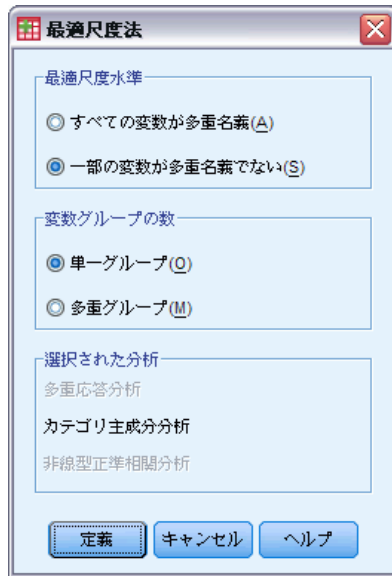 最適尺度法
最適尺度水準
すべての変数が多重名義(A)
一部の変数が多重名義でない(S)
変数グループの数
単一グループ(O)
多重グループ(M)
選択された分析
多重応答分析
カテゴリ主成分分析
非線型正準相関分析
定義
キャンセル
ヘルプ